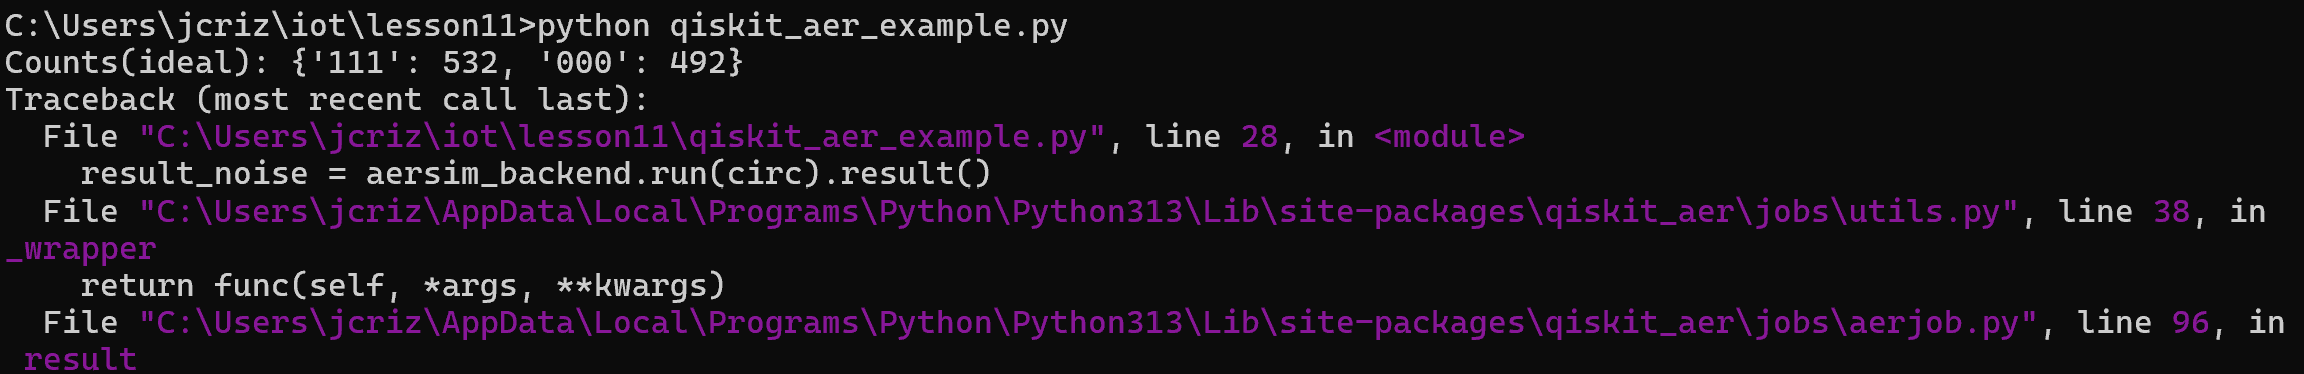 C:\Users\jcriz\iot\lesson11>python qiskit_aer_example.py
Counts(ideal): {'111': 532, '000': 492}
Traceback (most recent call last):
  File "C:\Users\jcriz\iot\lesson11\qiskit_aer_example.py", line 28, in <module>
    result_noise = aersim_backend.run(circ).result()
  File "C:\Users\jcriz\AppData\Local\Programs\Python\Python313\Lib\site-packages\qiskit_aer\jobs\utils.py", line 38, in
_wrapper
    return func(self, *args, **kwargs)
  File "C:\Users\jcriz\AppData\Local\Programs\Python\Python313\Lib\site-packages\qiskit_aer\jobs\aerjob.py", line 96, in
 result